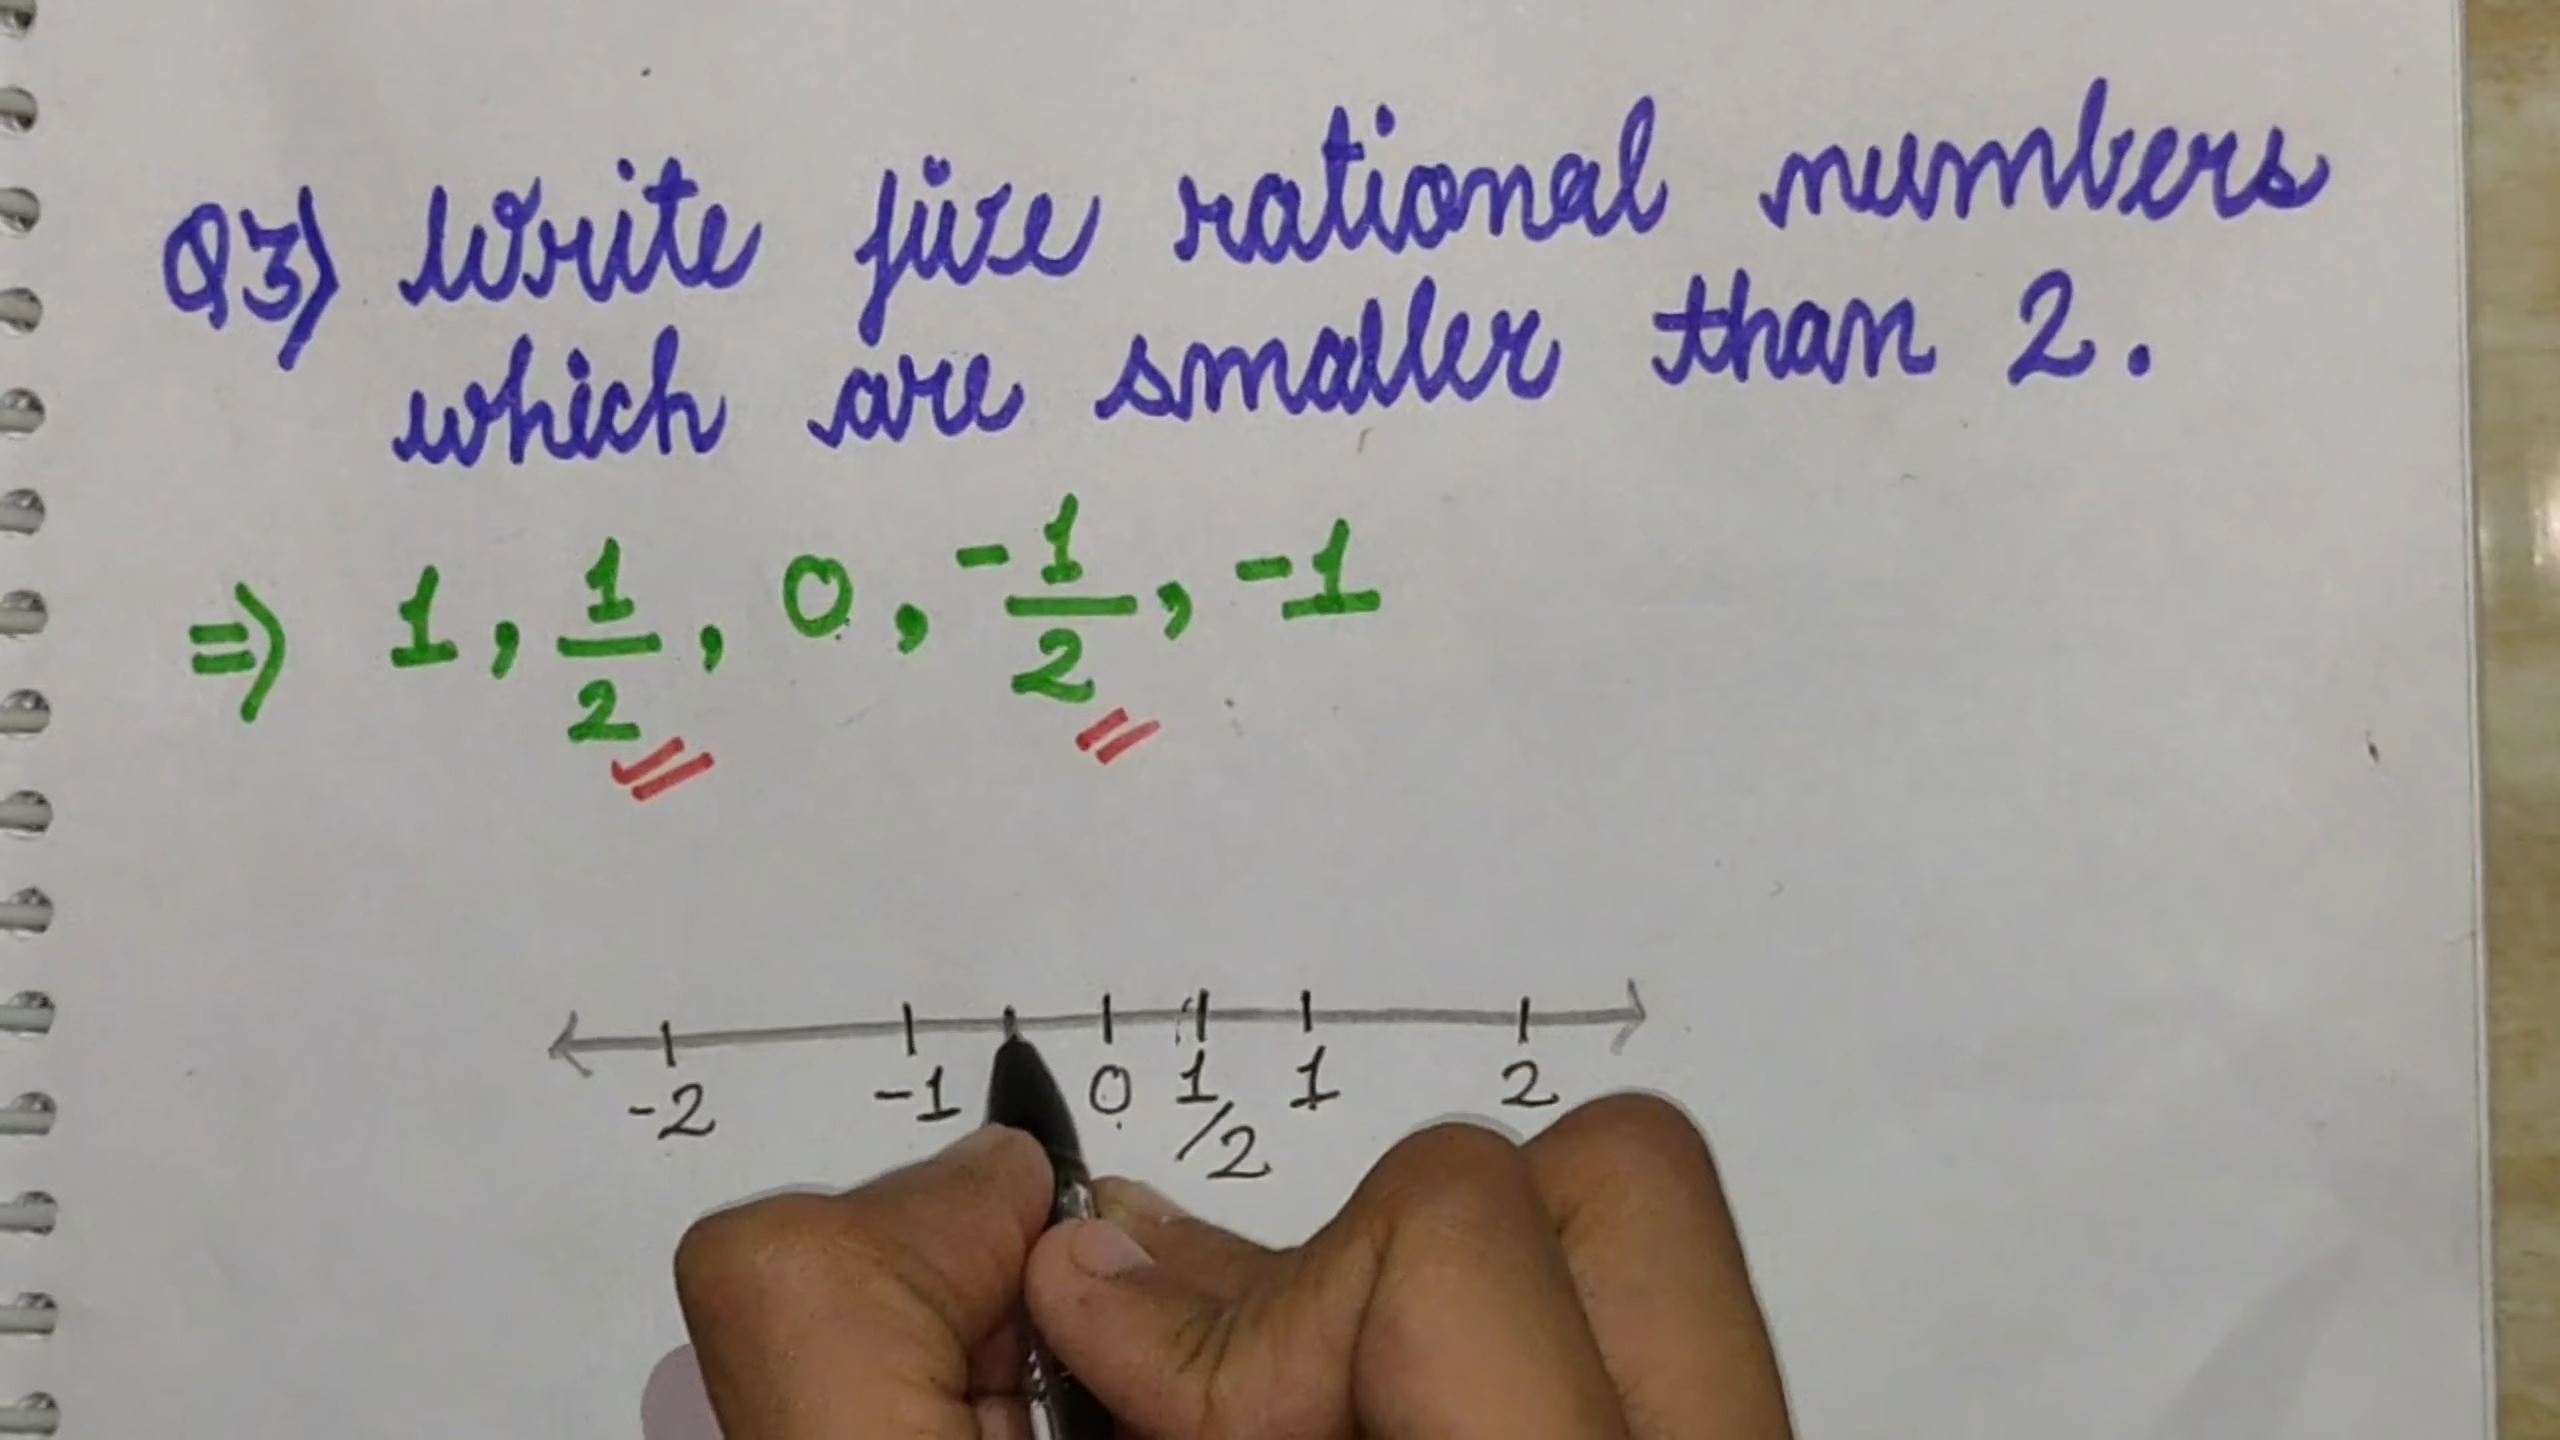 Q3) Write five rational numbers
which are smaller than 2.
⇒ 1, 1/2, 0, -1/2, -1
-2 -1 0 1/2 1 2